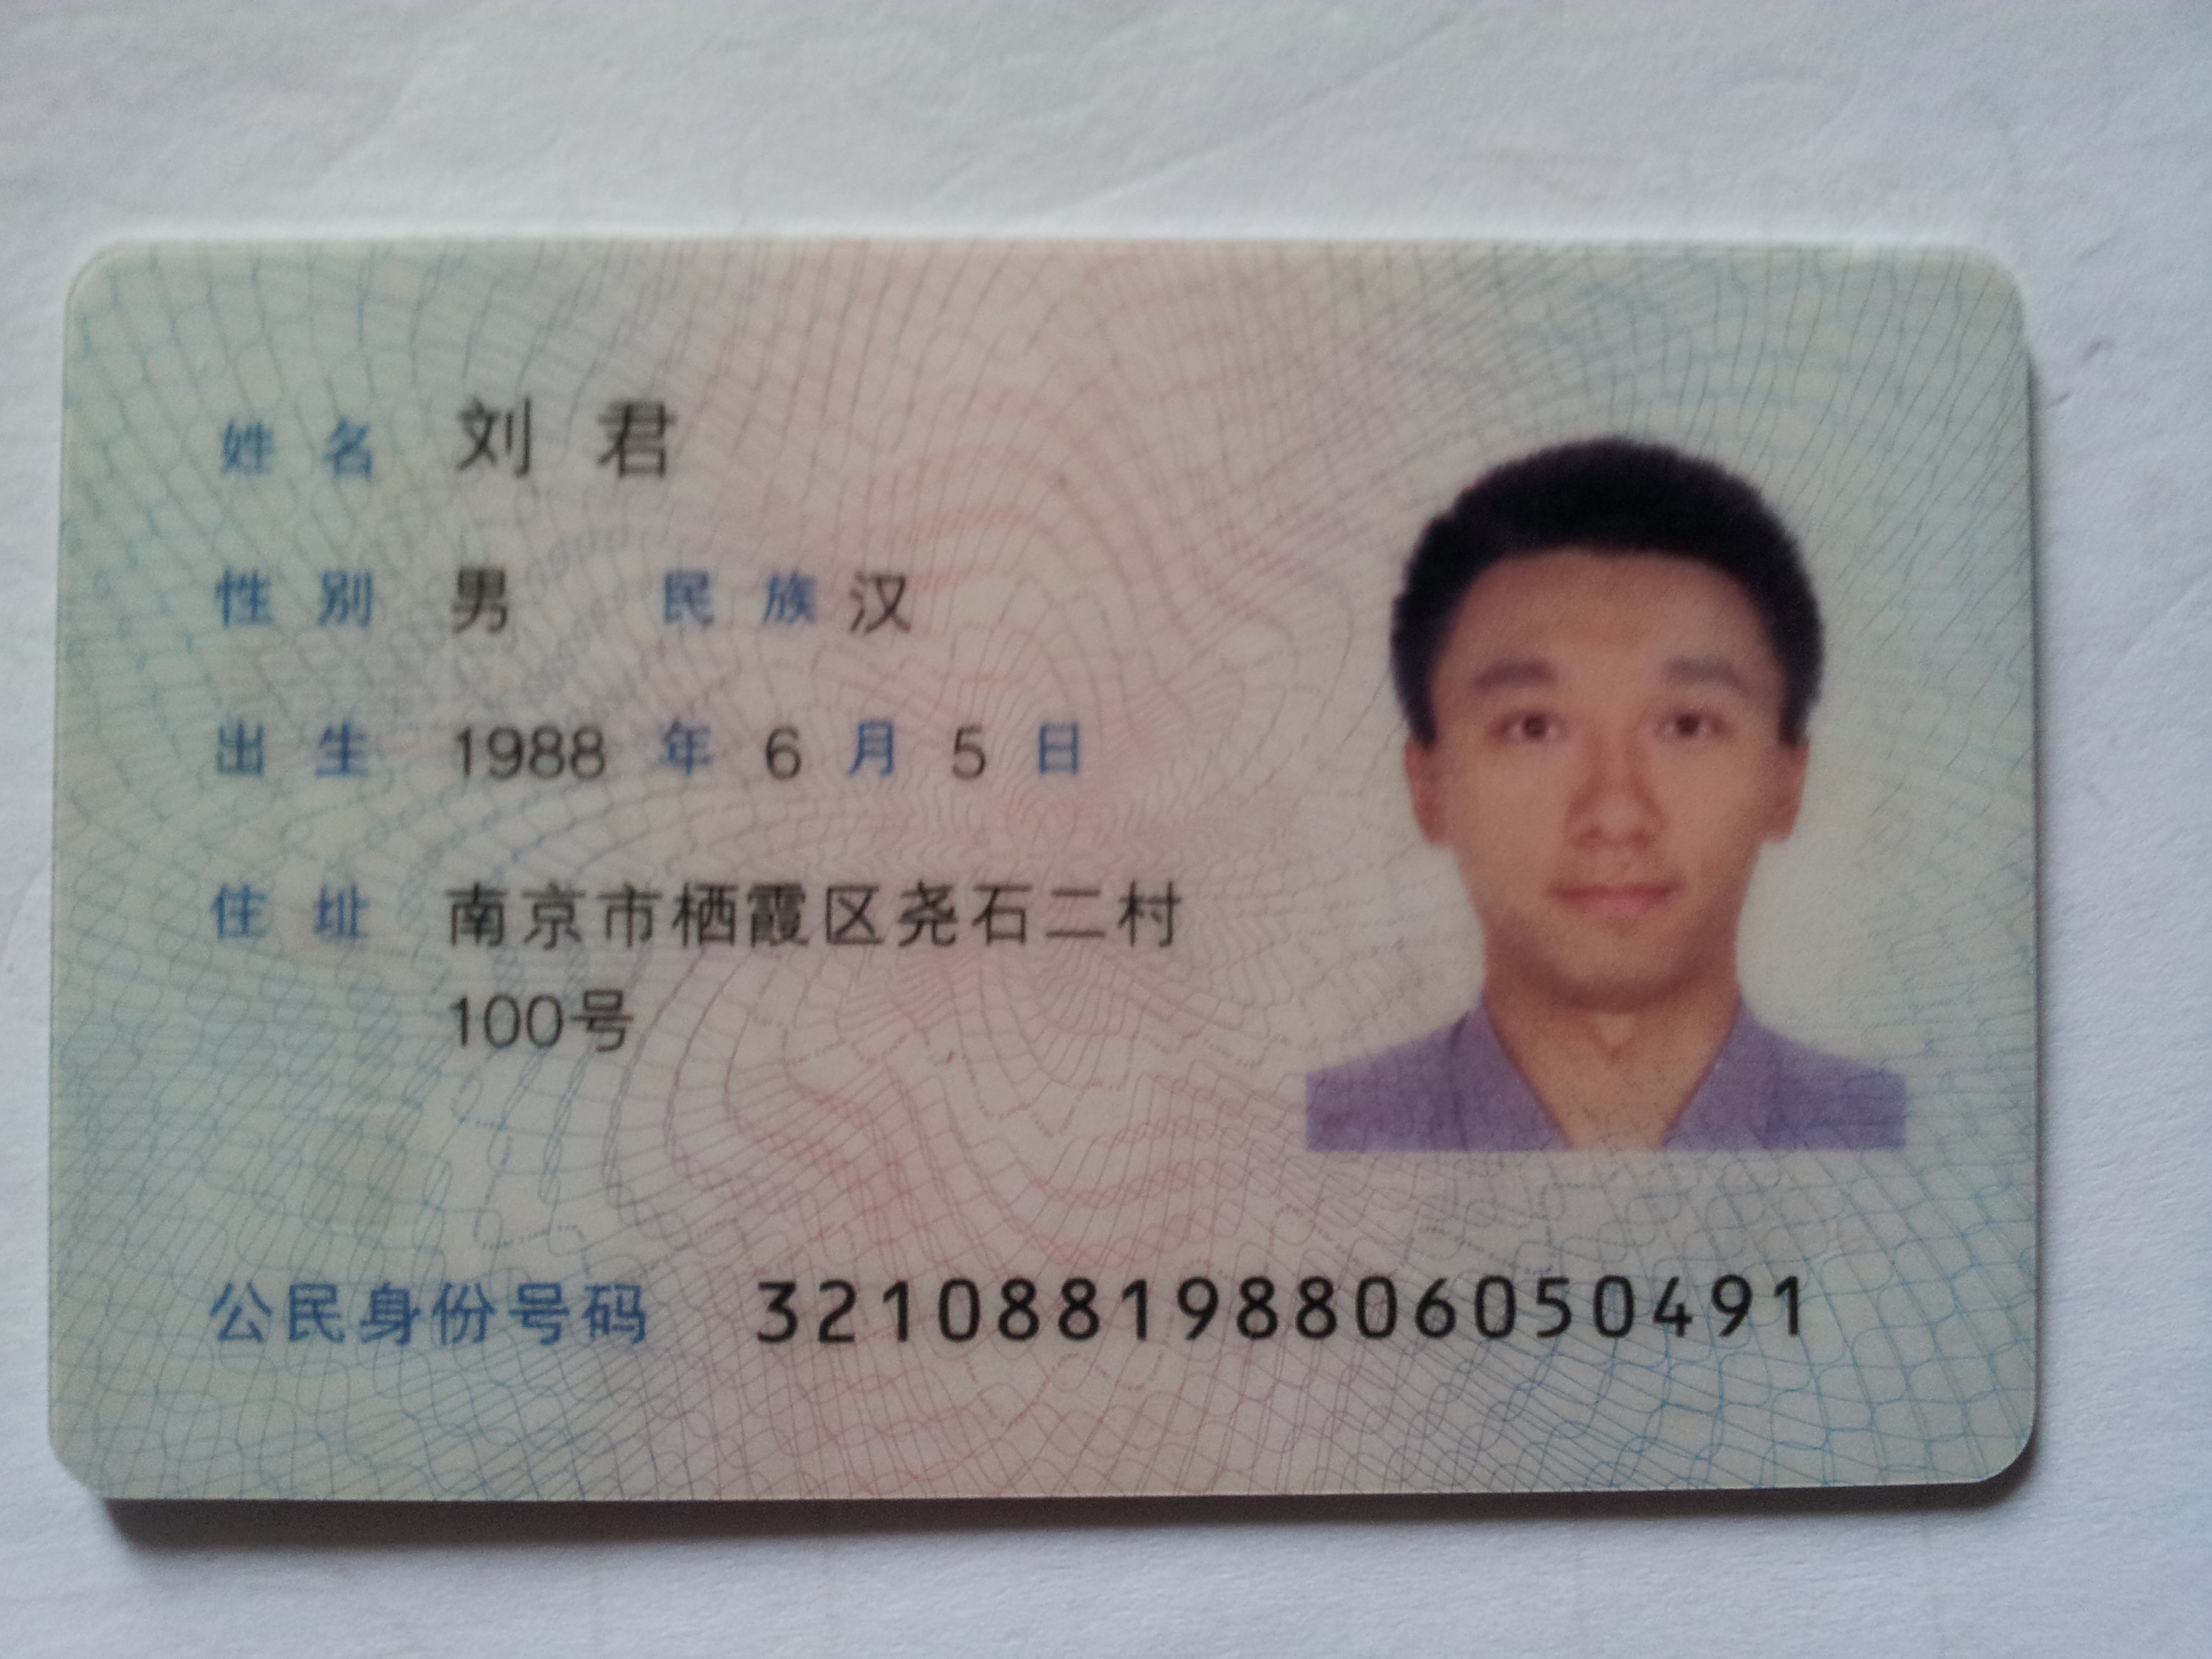 姓名 刘君
性别 男 民族 汉
出生 1988 年 6 月 5 日
住址 南京市栖霞区尧石二村
100号
公民身份号码 321088198806050491